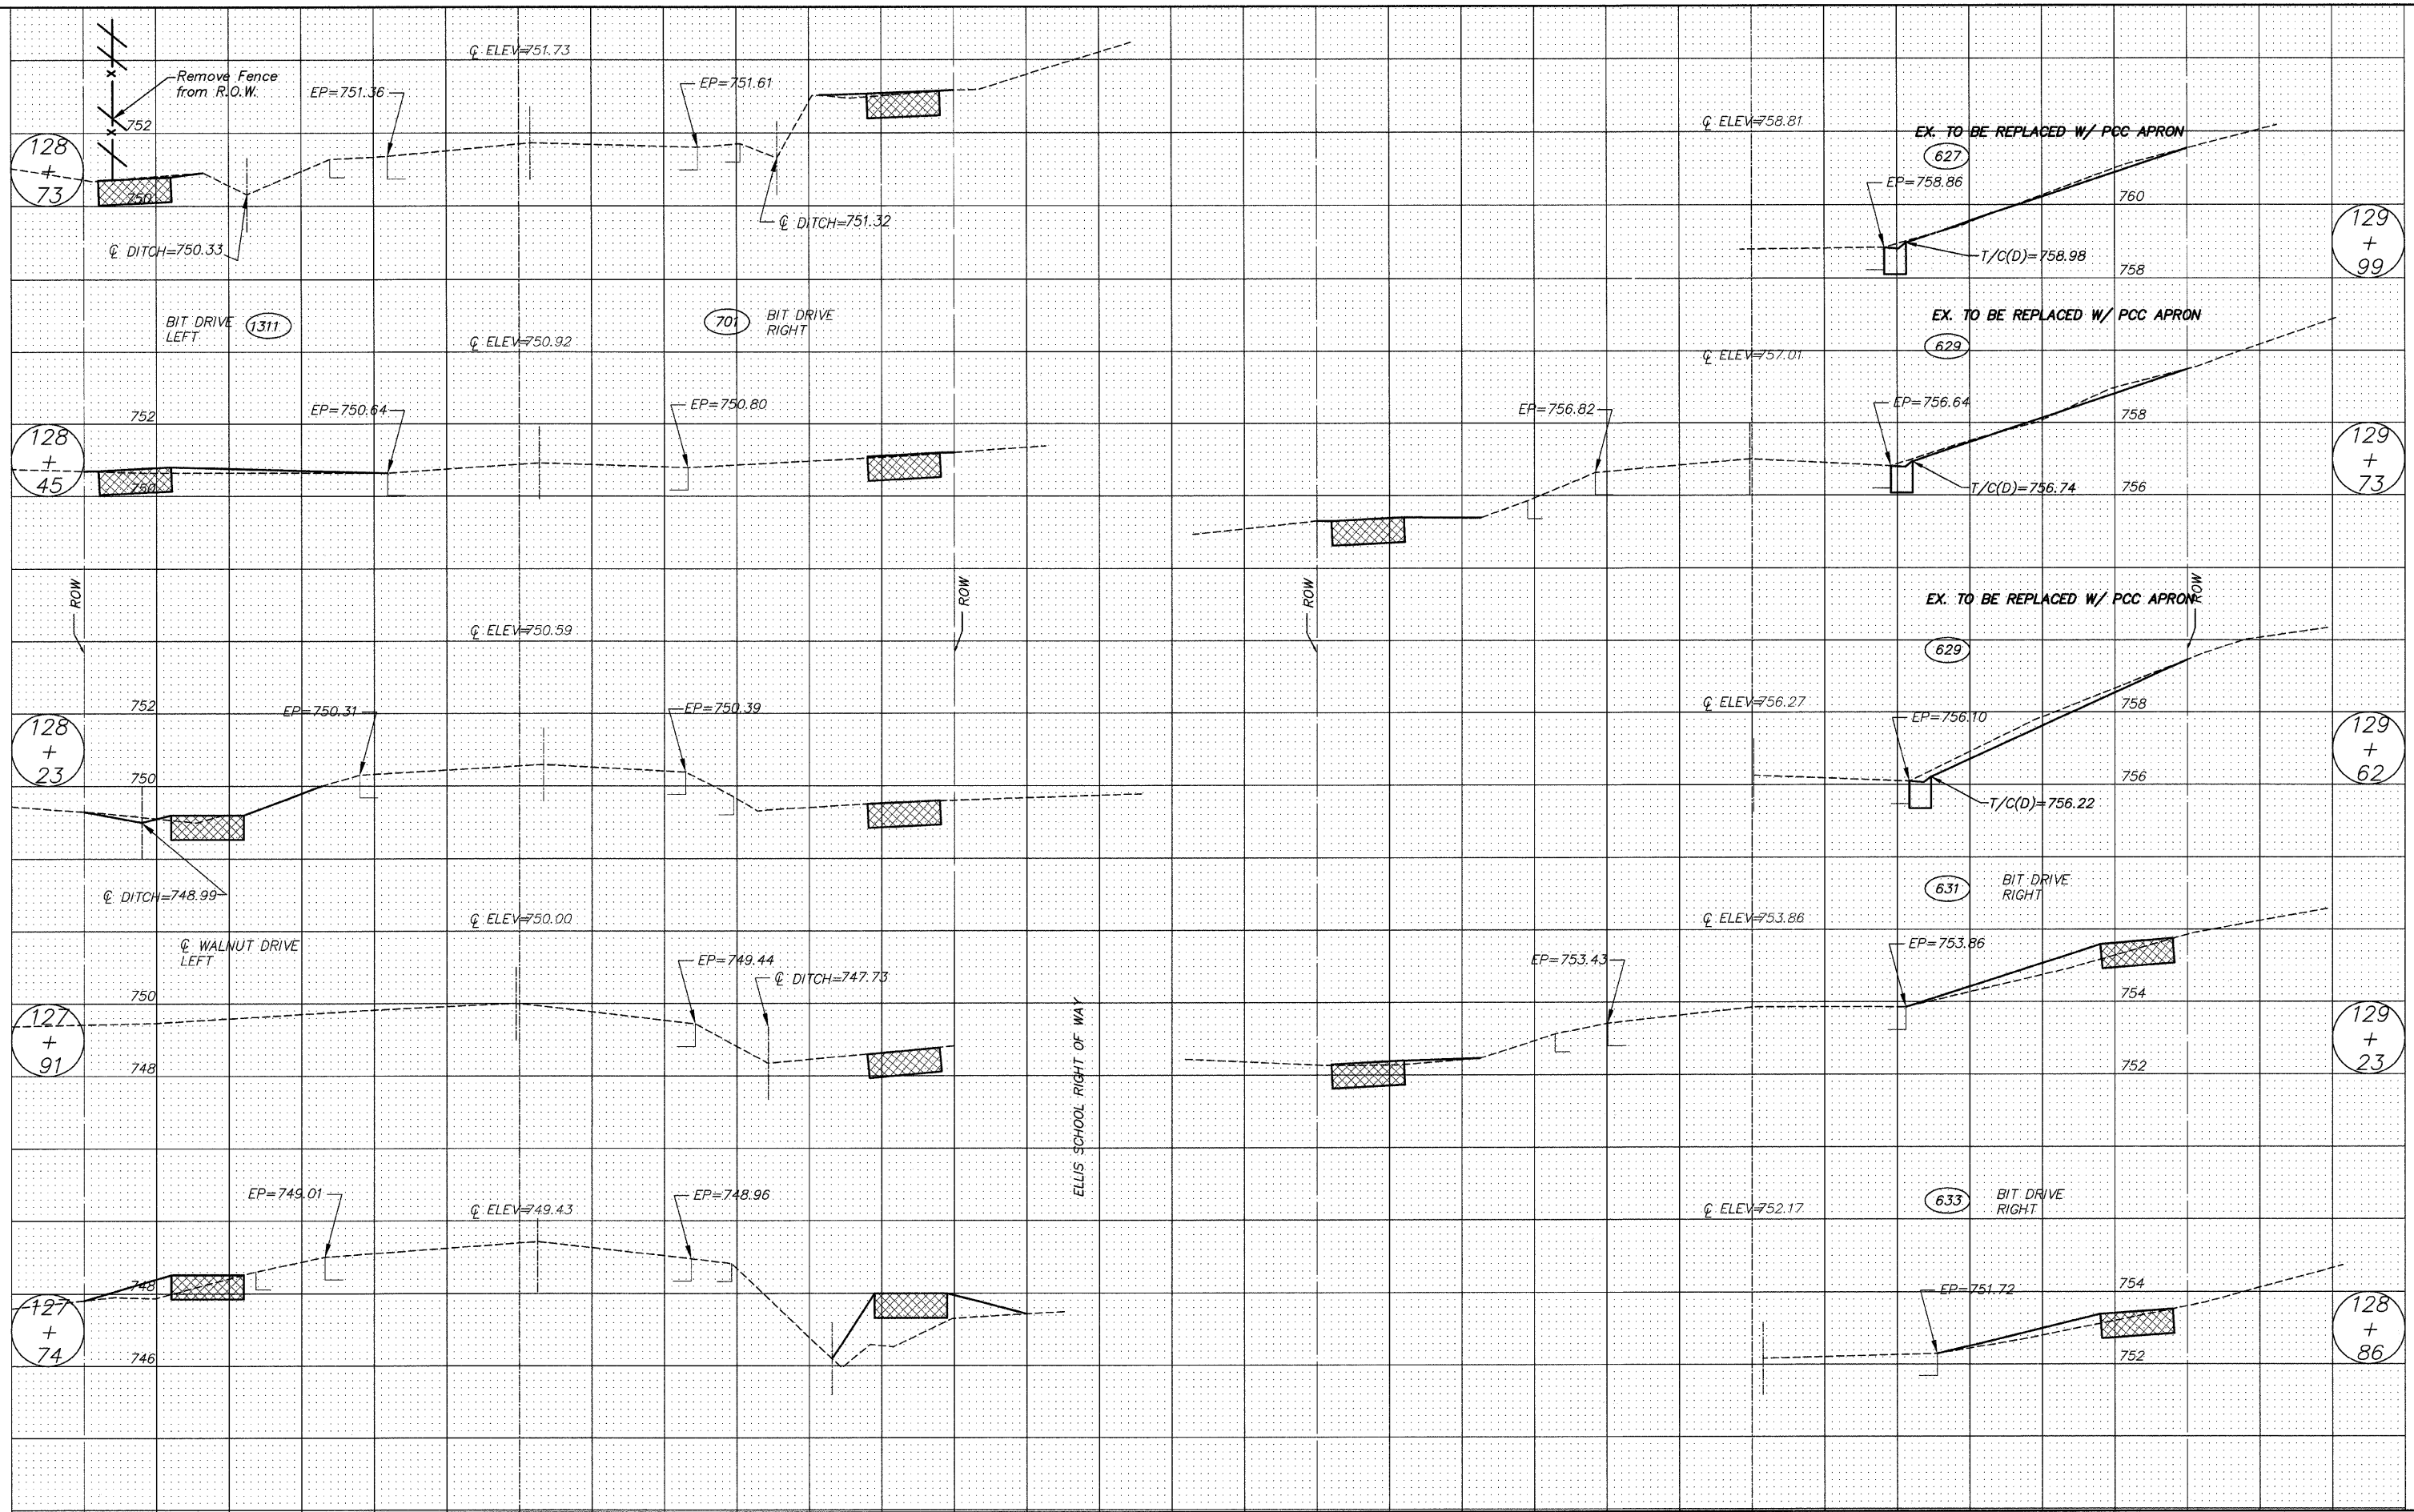 ℄ ELEV=751.73
Remove Fence
from R.O.W.
EP=751.36
EP=751.61
752
128
+
73
750
℄ DITCH=750.33
℄ DITCH=751.32
BIT DRIVE
LEFT
1311
701
BIT DRIVE
RIGHT
℄ ELEV=750.92
752
EP=750.64
EP=750.80
128
+
45
750
ROW
ROW
℄ ELEV=750.59
752
EP=750.31
EP=750.39
128
+
23
750
℄ DITCH=748.99
℄ ELEV=750.00
℄ WALNUT DRIVE
LEFT
EP=749.44
℄ DITCH=747.73
750
127
+
91
748
EP=749.01
EP=748.96
℄ ELEV=749.43
748
127
+
74
746
ELLIS SCHOOL RIGHT OF WAY
℄ ELEV=758.81
EX. TO BE REPLACED W/ PCC APRON
627
EP=758.86
760
129
+
99
T/C(D)=758.98
758
EX. TO BE REPLACED W/ PCC APRON
629
℄ ELEV=757.01
EP=756.82
EP=756.64
758
129
+
73
T/C(D)=756.74
756
ROW
ROW
EX. TO BE REPLACED W/ PCC APRON
629
℄ ELEV=756.27
EP=756.10
758
129
+
62
756
T/C(D)=756.22
631
BIT DRIVE
RIGHT
℄ ELEV=753.86
EP=753.43
EP=753.86
754
129
+
23
752
633
BIT DRIVE
RIGHT
℄ ELEV=752.17
EP=751.72
754
128
+
86
752